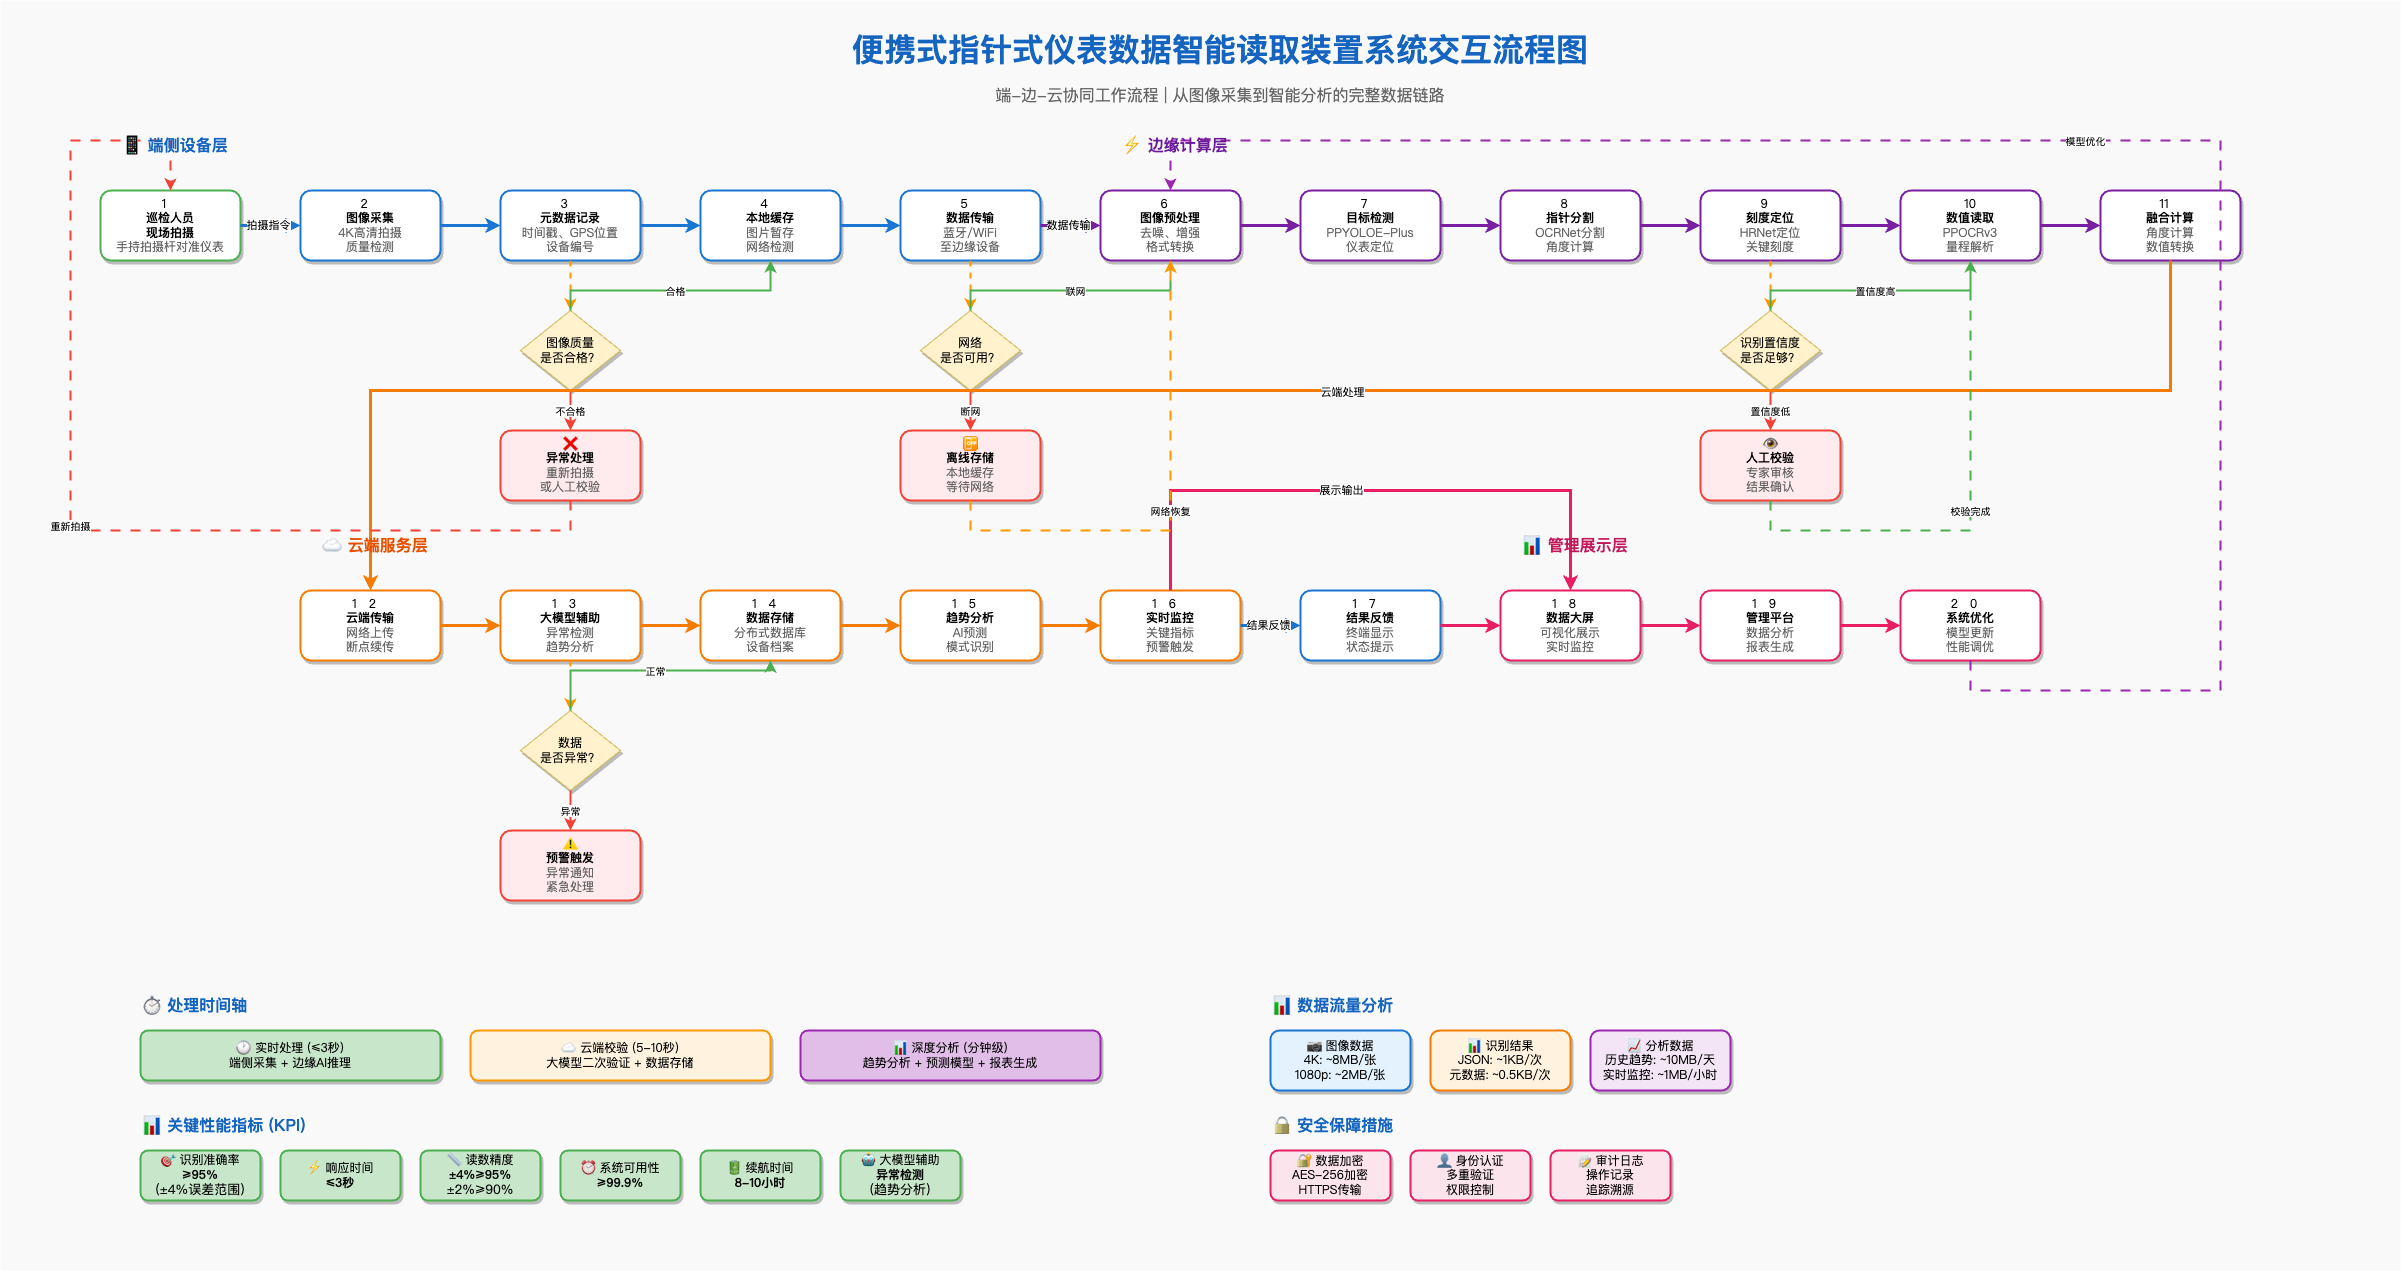 便携式指针式仪表数据智能读取装置系统交互流程图
端-边-云协同工作流程 | 从图像采集到智能分析的完整数据链路
端侧设备层
边缘计算层
模型优化
1
巡检人员
现场拍摄
手持拍摄杆对准仪表
拍摄指令
2
图像采集
4K高清拍摄
质量检测
3
元数据记录
时间戳、GPS位置
设备编号
4
本地缓存
图片暂存
网络检测
5
数据传输
蓝牙/WiFi
至边缘设备
数据传输
6
图像预处理
去噪、增强
格式转换
7
目标检测
PPYOLOE-Plus
仪表定位
8
指针分割
OCRNet分割
角度计算
9
刻度定位
HRNet定位
关键刻度
10
数值读取
PPOCRv3
量程解析
11
融合计算
角度计算
数值转换
合格
联网
置信度高
图像质量
是否合格?
网络
是否可用?
识别置信度
是否足够?
云端处理
不合格
断网
置信度低
异常处理
重新拍摄
或人工校验
OFF
离线存储
本地缓存
等待网络
人工校验
专家审核
结果确认
展示输出
重新拍摄
网络恢复
校验完成
云端服务层
管理展示层
1 2
云端传输
网络上传
断点续传
1 3
大模型辅助
异常检测
趋势分析
1 4
数据存储
分布式数据库
设备档案
1 5
趋势分析
AI预测
模式识别
1 6
实时监控
关键指标
预警触发
结果反馈
1 7
结果反馈
终端显示
状态提示
1 8
数据大屏
可视化展示
实时监控
1 9
管理平台
数据分析
报表生成
2 0
系统优化
模型更新
性能调优
正常
数据
是否异常?
异常
预警触发
异常通知
紧急处理
处理时间轴
实时处理 (≤3秒)
端侧采集 + 边缘AI推理
云端校验 (5-10秒)
大模型二次验证 + 数据存储
深度分析 (分钟级)
趋势分析 + 预测模型 + 报表生成
数据流量分析
图像数据
4K: ~8MB/张
1080p: ~2MB/张
识别结果
JSON: ~1KB/次
元数据: ~0.5KB/次
分析数据
历史趋势: ~10MB/天
实时监控: ~1MB/小时
关键性能指标 (KPI)
识别准确率
≥95%
(±4%误差范围)
响应时间
≤3秒
读数精度
±4%≥95%
±2%≥90%
系统可用性
≥99.9%
续航时间
8-10小时
大模型辅助
异常检测
(趋势分析)
安全保障措施
数据加密
AES-256加密
HTTPS传输
身份认证
多重验证
权限控制
审计日志
操作记录
追踪溯源